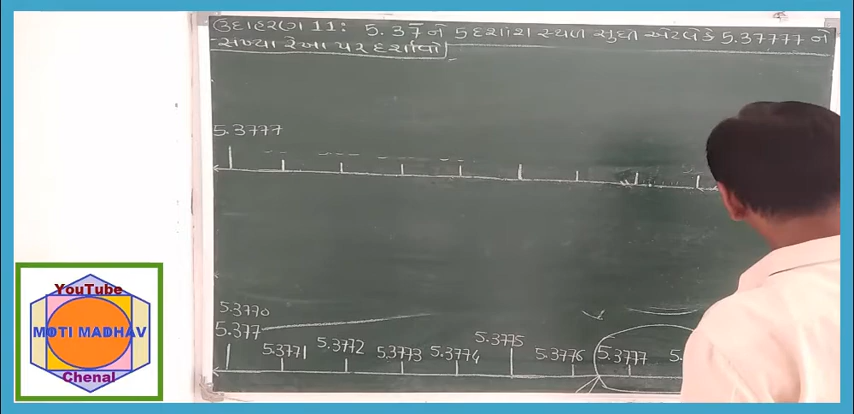 ઉદાહરણ 11: 5.37̅ ને 5 દશાંશ સ્થળ સુધી એટલેકે 5.37777 ને
સંખ્યા રેખા પર દર્શાવો
5.3777
5.3770
5.377
5.3771 5.3772 5.3773 5.3774 5.3775 5.3776 5.3777 5.
YouTube
MOTI MADHAV
Chenal